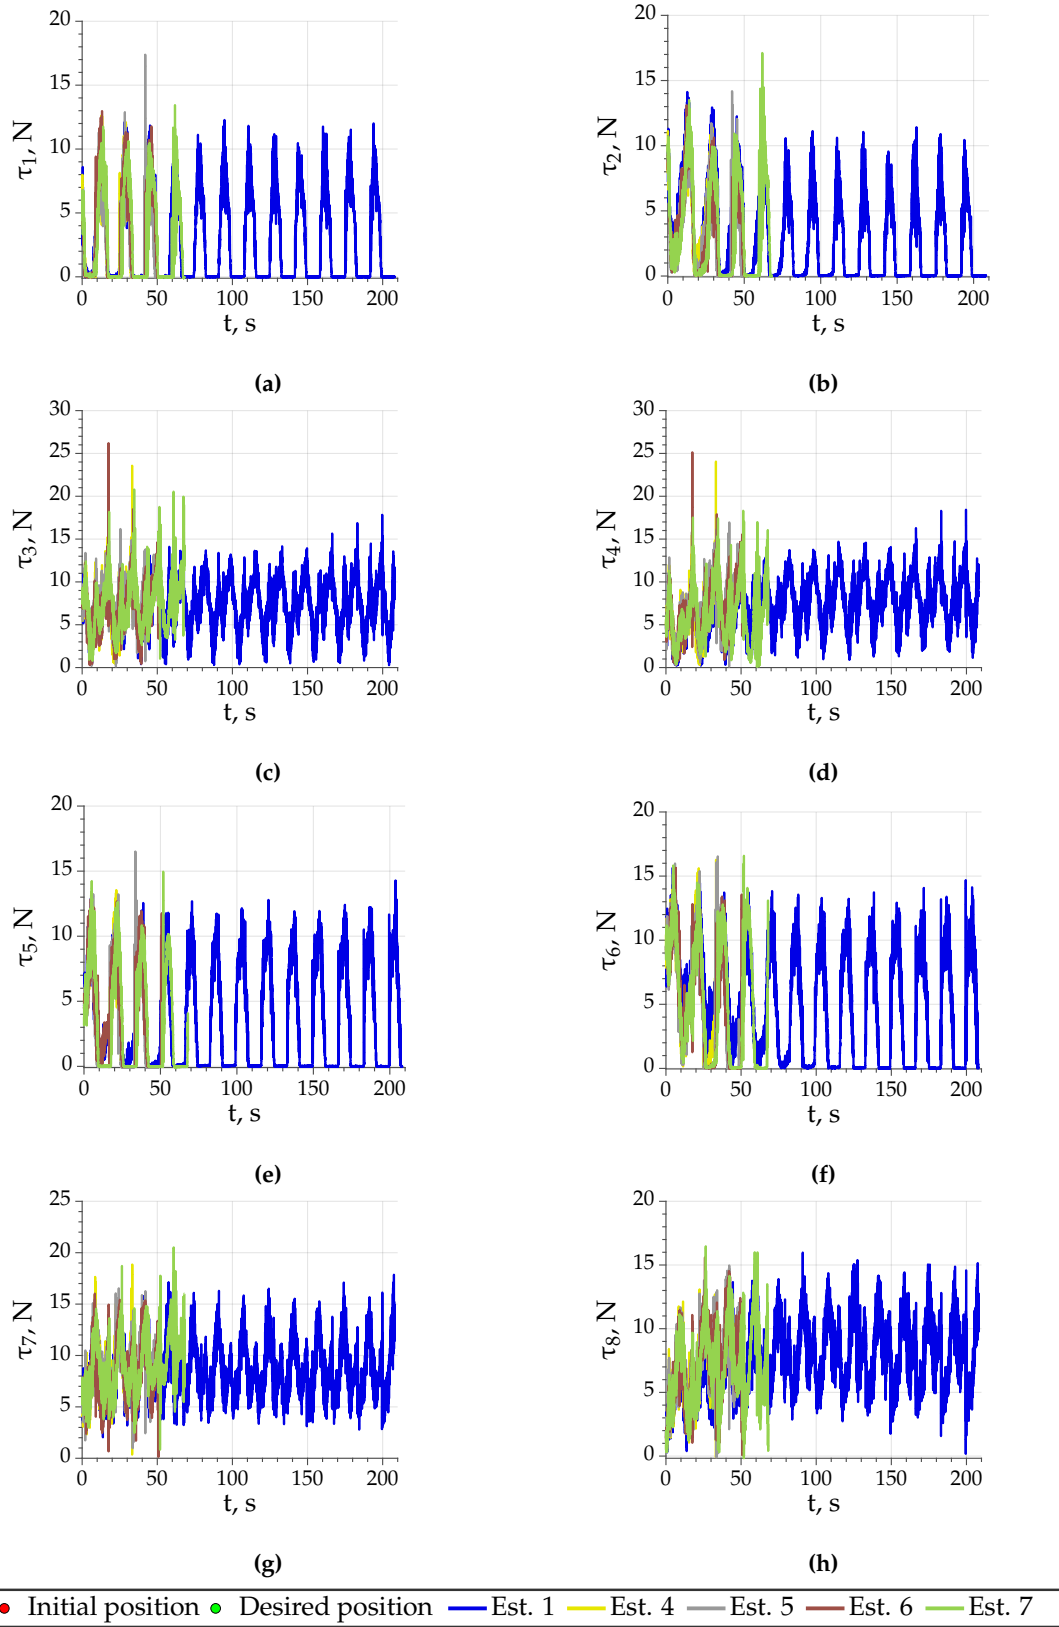 20
15
10
5
0
τ1, N
0 50 100 150 200
t, s
(a)
20
15
10
5
0
τ2, N
0 50 100 150 200
t, s
(b)
30
25
20
15
10
5
0
τ3, N
0 50 100 150 200
t, s
(c)
30
25
20
15
10
5
0
τ4, N
0 50 100 150 200
t, s
(d)
20
15
10
5
0
τ5, N
0 50 100 150 200
t, s
(e)
20
15
10
5
0
τ6, N
0 50 100 150 200
t, s
(f)
25
20
15
10
5
0
τ7, N
0 50 100 150 200
t, s
(g)
20
15
10
5
0
τ8, N
0 50 100 150 200
t, s
(h)
Initial position Desired position Est. 1 Est. 4 Est. 5 Est. 6 Est. 7